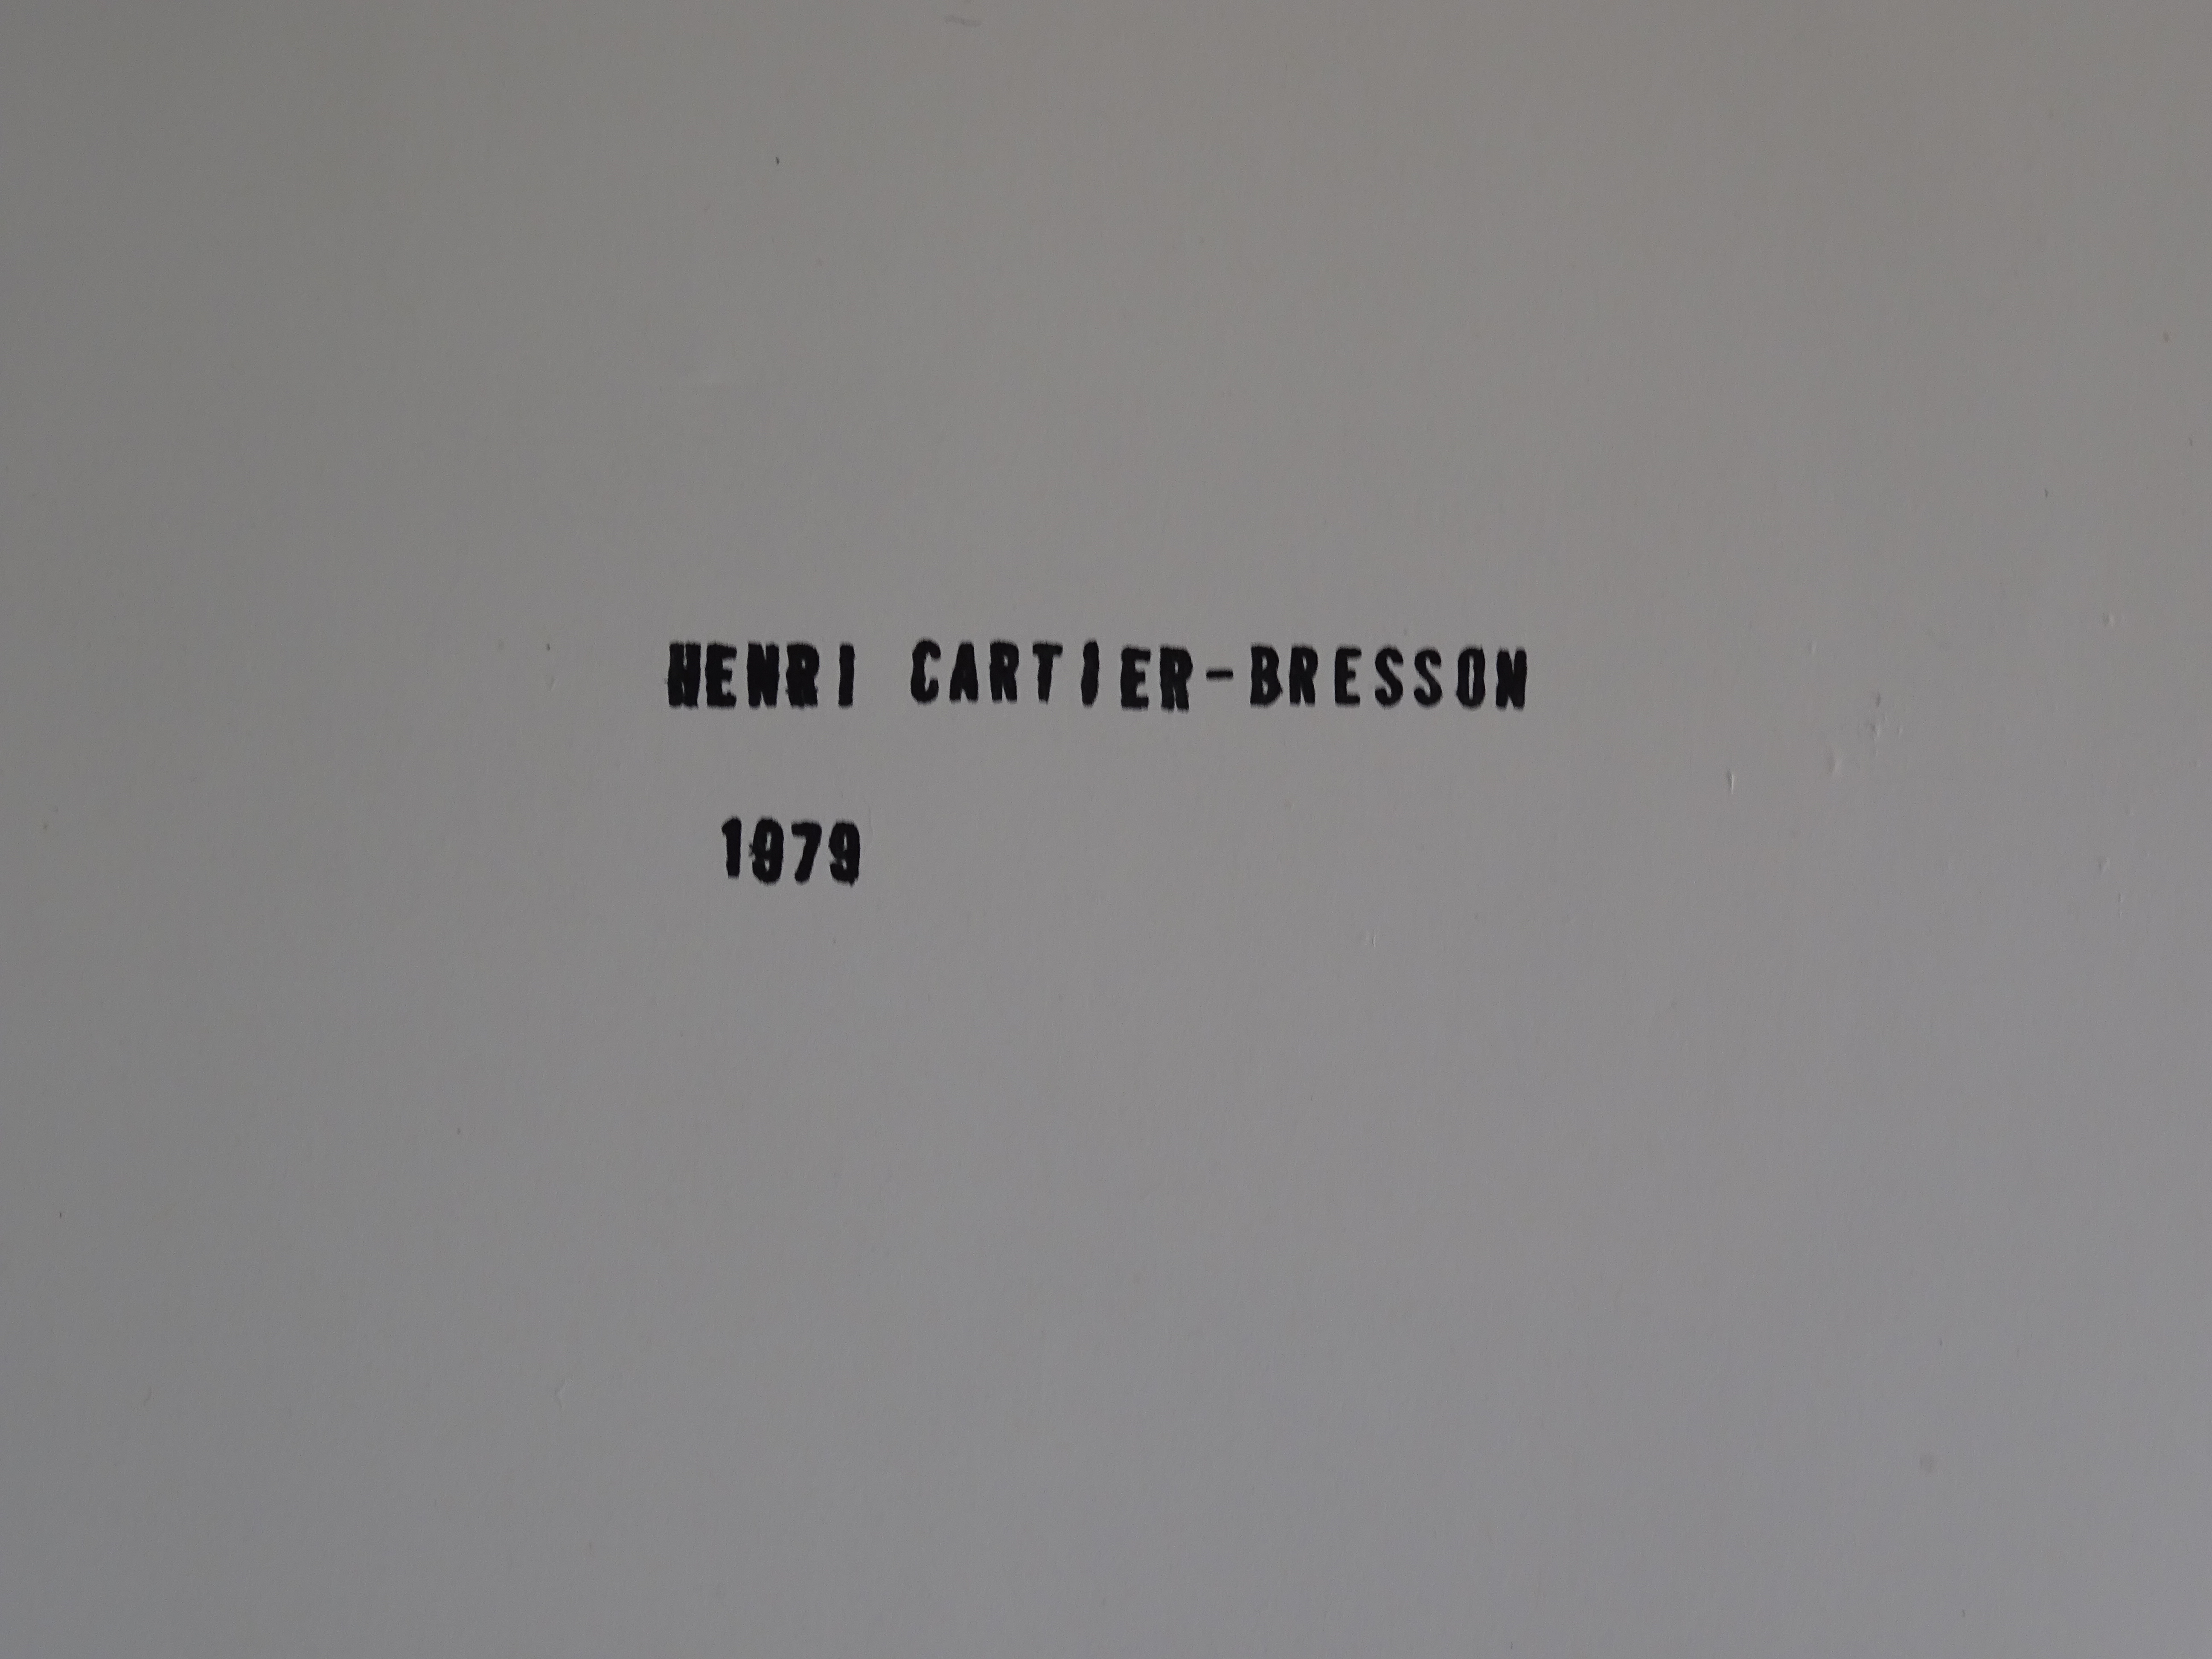 HENRI CARTIER-BRESSON
1979